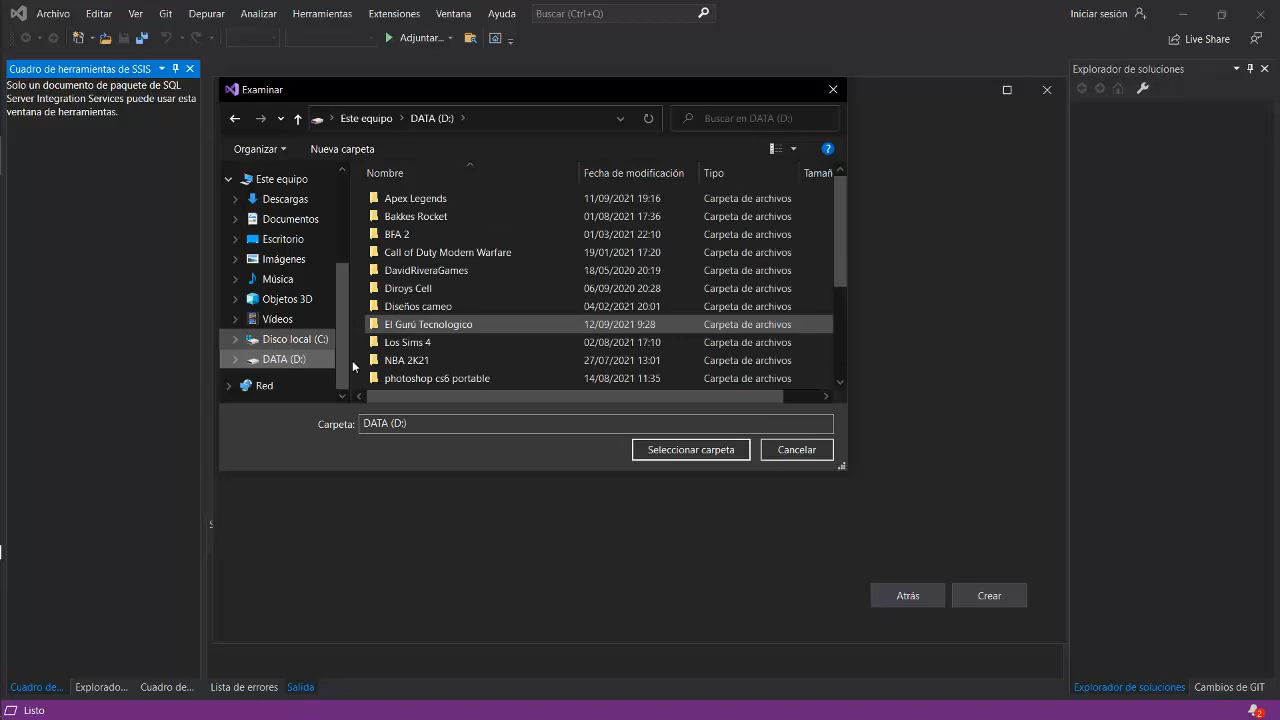 Archivo Editar Ver Git Depurar Analizar Herramientas Extensiones Ventana Ayuda Buscar (Ctrl+Q) Iniciar sesión
Adjuntar... Live Share
Cuadro de herramientas de SSIS
Solo un documento de paquete de SQL
Server Integration Services puede usar esta
ventana de herramientas.
Explorador de soluciones
Examinar
Este equipo DATA (D:) Buscar en DATA (D:)
Organizar Nueva carpeta
Este equipo
Descargas
Documentos
Escritorio
Imágenes
Música
Objetos 3D
Vídeos
Disco local (C:)
DATA (D:)
Red
Nombre Fecha de modificación Tipo Tamañ
Apex Legends 11/09/2021 19:16 Carpeta de archivos
Bakkes Rocket 01/08/2021 17:36 Carpeta de archivos
BFA 2 01/03/2021 22:10 Carpeta de archivos
Call of Duty Modern Warfare 19/01/2021 17:20 Carpeta de archivos
DavidRiveraGames 18/05/2020 20:19 Carpeta de archivos
Diroys Cell 06/09/2020 20:28 Carpeta de archivos
Diseños cameo 04/02/2021 20:01 Carpeta de archivos
El Gurú Tecnologico 12/09/2021 9:28 Carpeta de archivos
Los Sims 4 02/08/2021 17:10 Carpeta de archivos
NBA 2K21 27/07/2021 13:01 Carpeta de archivos
photoshop cs6 portable 14/08/2021 11:35 Carpeta de archivos
Carpeta: DATA (D:)
Seleccionar carpeta Cancelar
Atrás Crear
Cuadro de... Explorado... Cuadro de... Lista de errores Salida Explorador de soluciones Cambios de GIT
Listo 2